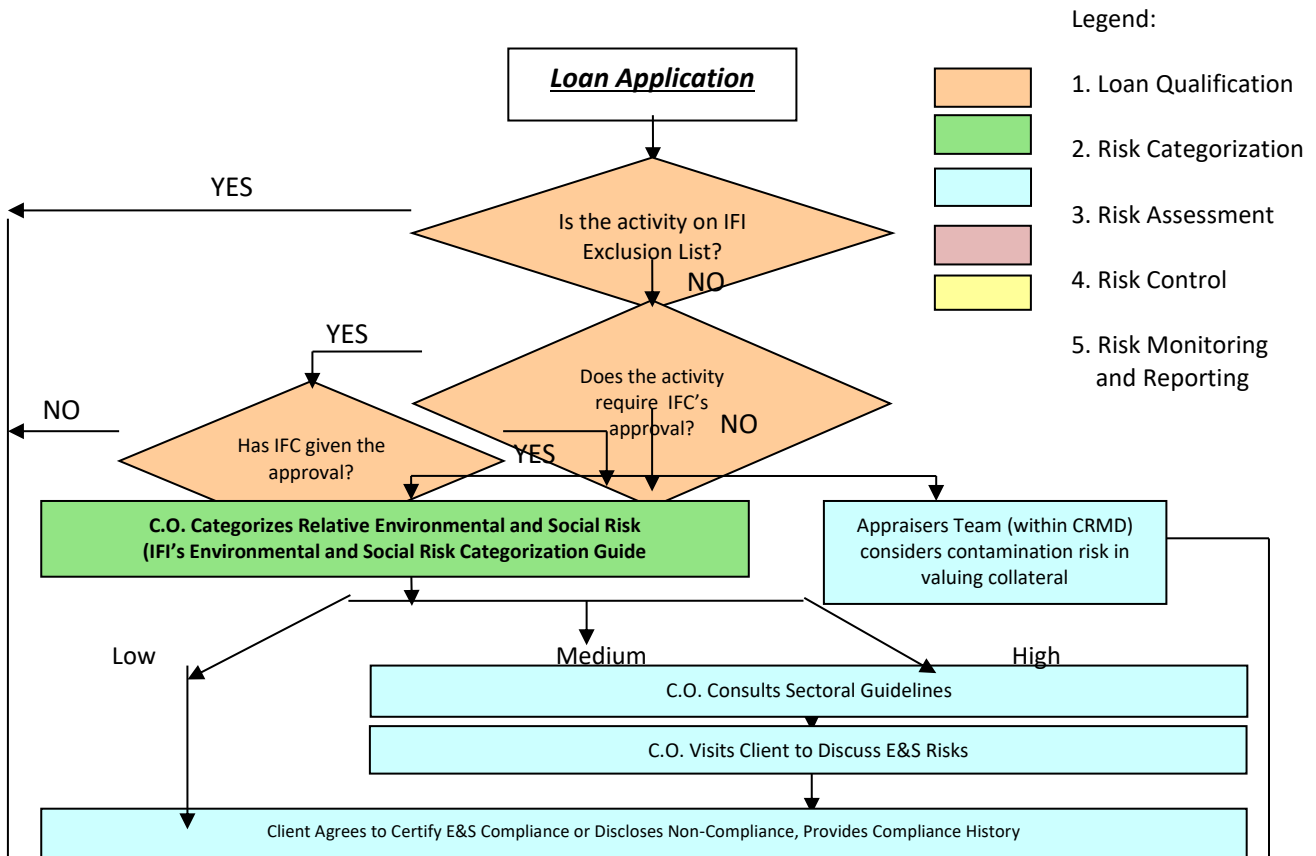 Legend:
Loan Application
1. Loan Qualification
2. Risk Categorization
YES
3. Risk Assessment
Is the activity on IFI
Exclusion List?
NO
4. Risk Control
YES
5. Risk Monitoring
and Reporting
Does the activity
require IFC's
approval?
NO
NO
Has IFC given the
approval?
YES
C.O. Categorizes Relative Environmental and Social Risk
(IFI's Environmental and Social Risk Categorization Guide
Appraisers Team (within CRMD)
considers contamination risk in
valuing collateral
Low
Medium
High
C.O. Consults Sectoral Guidelines
C.O. Visits Client to Discuss E&S Risks
Client Agrees to Certify E&S Compliance or Discloses Non-Compliance, Provides Compliance History